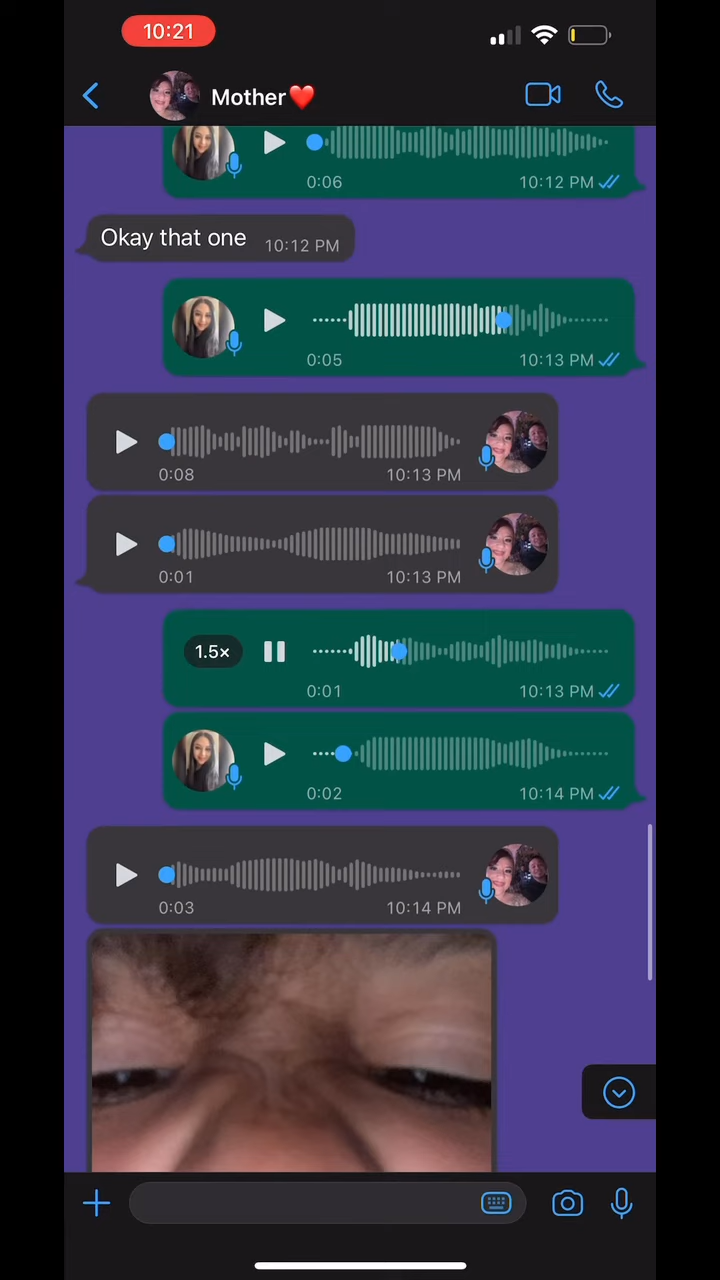 10:21
Mother❤️
0:06 10:12 PM
Okay that one 10:12 PM
0:05 10:13 PM
0:08 10:13 PM
0:01 10:13 PM
1.5×
0:01 10:13 PM
0:02 10:14 PM
0:03 10:14 PM